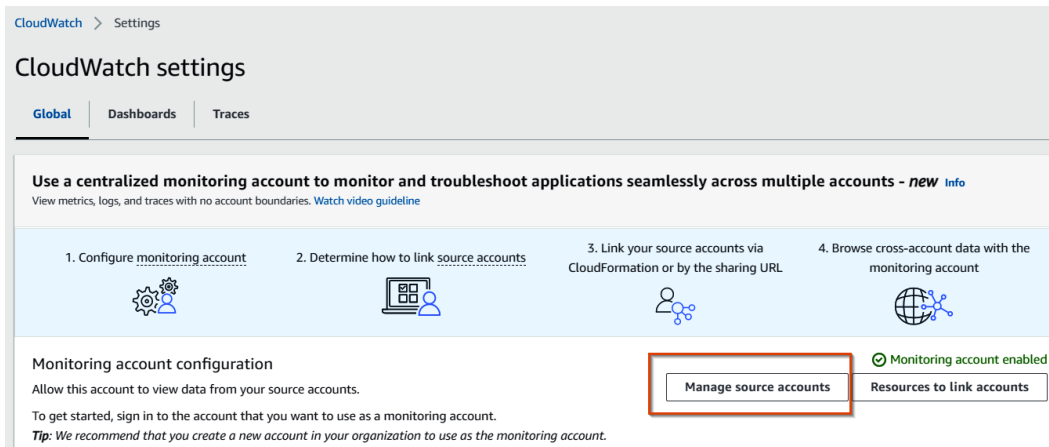 CloudWatch > Settings
CloudWatch settings
Global Dashboards Traces
Use a centralized monitoring account to monitor and troubleshoot applications seamlessly across multiple accounts - new Info
View metrics, logs, and traces with no account boundaries. Watch video guideline
1. Configure monitoring account
2. Determine how to link source accounts
3. Link your source accounts via
CloudFormation or by the sharing URL
4. Browse cross-account data with the
monitoring account
Monitoring account configuration
Monitoring account enabled
Allow this account to view data from your source accounts.
Manage source accounts
Resources to link accounts
To get started, sign in to the account that you want to use as a monitoring account.
Tip: We recommend that you create a new account in your organization to use as the monitoring account.